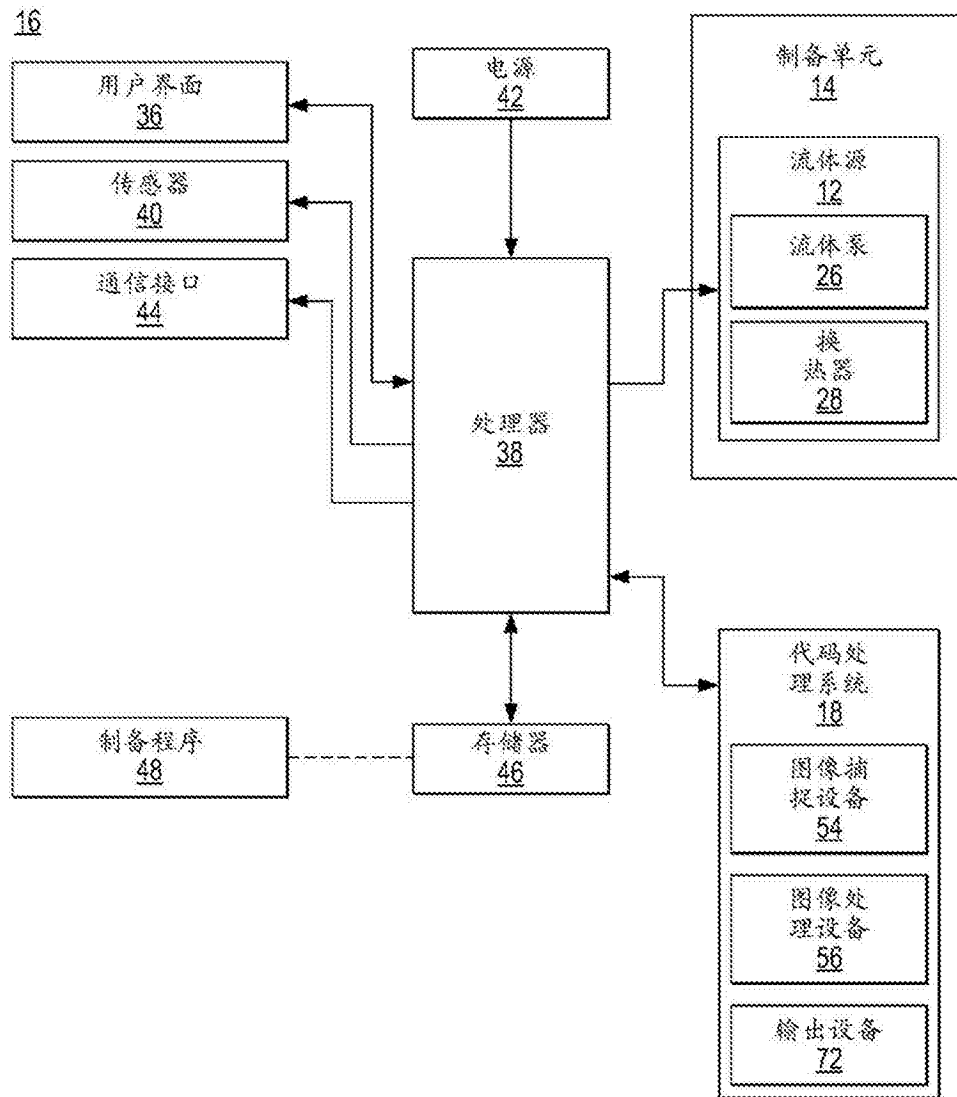 16
用户界面
36
传感器
40
通信接口
44
电源
42
处理器
38
制备单元
14
流体源
12
流体泵
26
换
热器
28
制备程序
48
存储器
46
代码处
理系统
18
图像捕
捉设备
54
图像处
理设备
56
输出设备
72